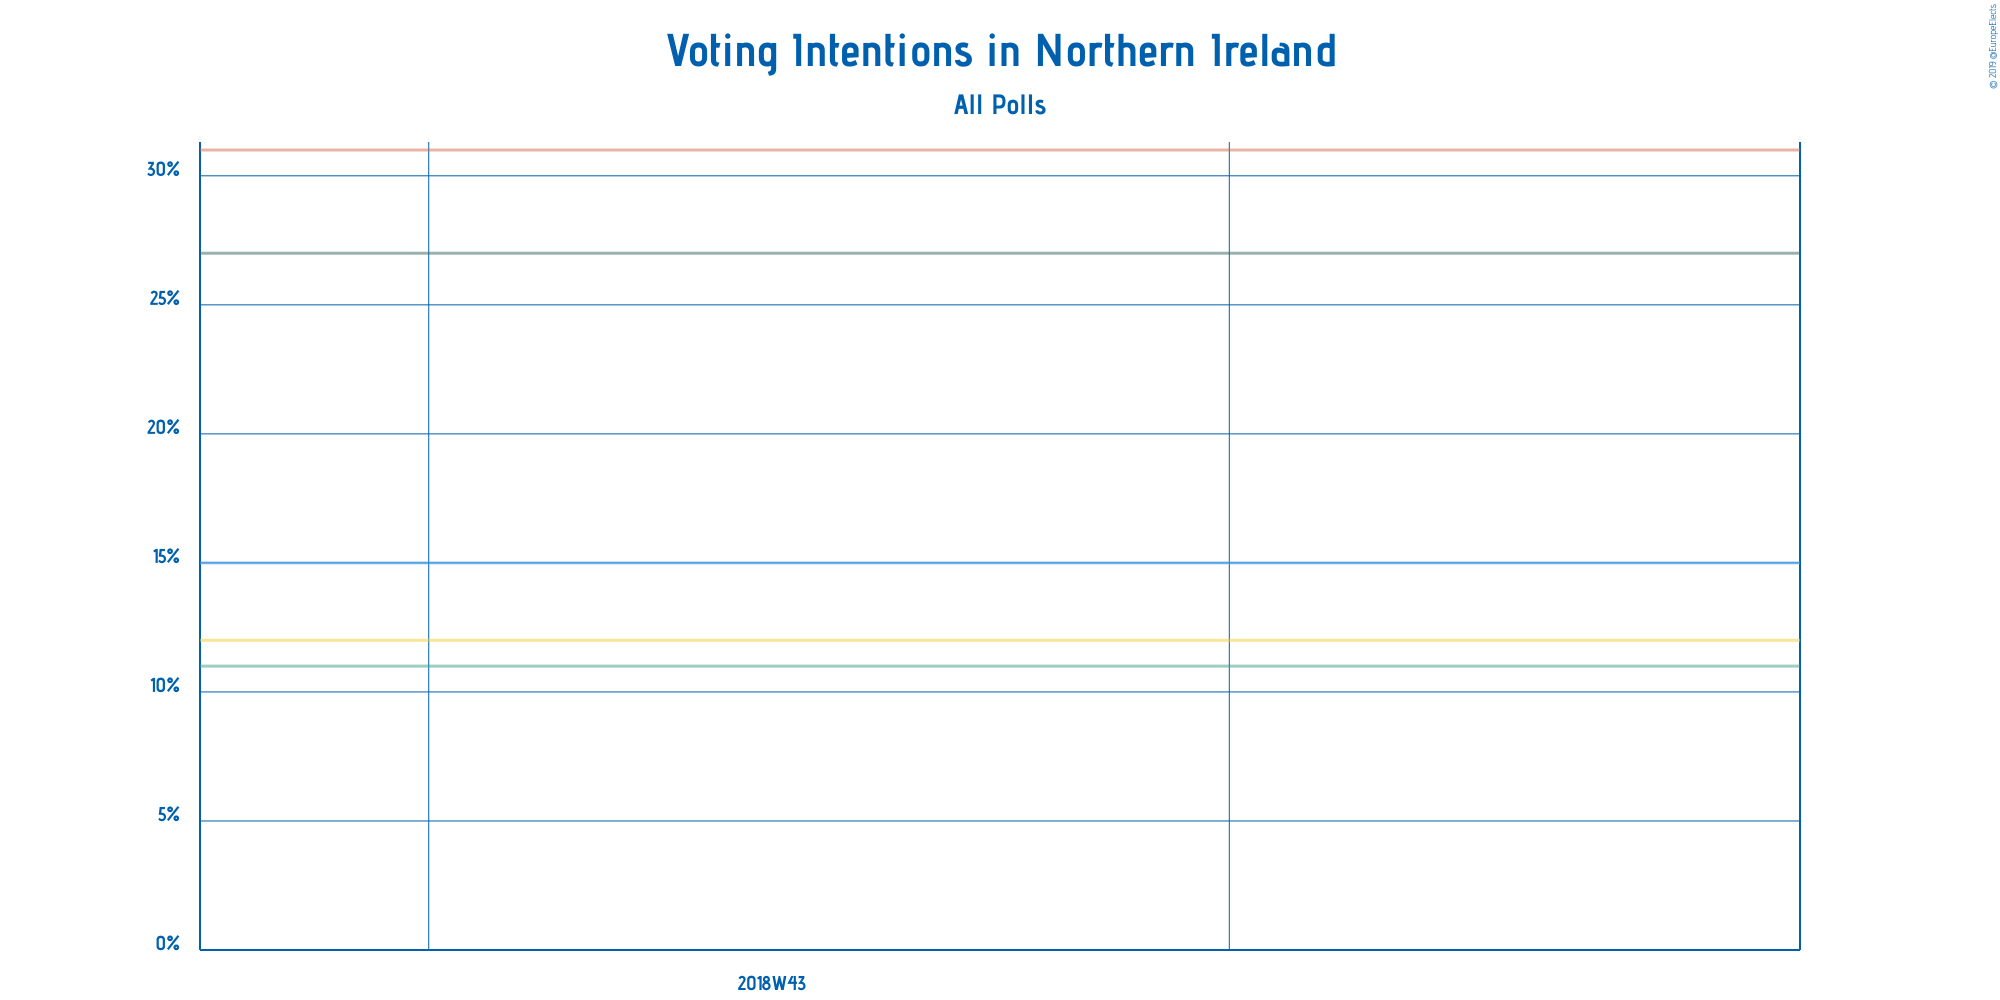 Voting Intentions in Northern Ireland
All Polls
© 2019 @EuropeElects
30%
25%
20%
15%
10%
5%
0%
2018W43